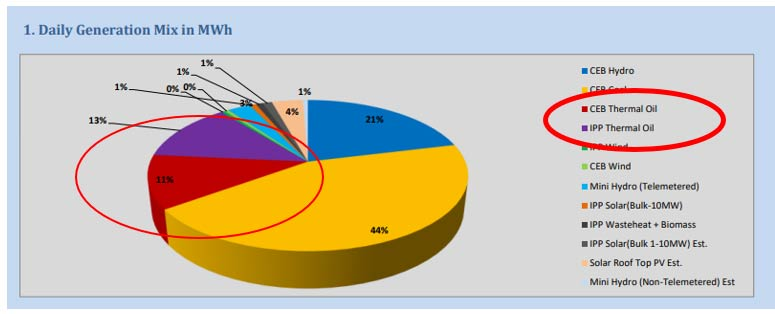 1. Daily Generation Mix in MWh
1%
1%
1%
1%
0%
0%
3%
4%
13%
21%
11%
44%
CEB Hydro
CEB Coal
CEB Thermal Oil
IPP Thermal Oil
IPP Wind
CEB Wind
Mini Hydro (Telemetered)
IPP Solar(Bulk-10MW)
IPP Wasteheat + Biomass
IPP Solar(Bulk 1-10MW) Est.
Solar Roof Top PV Est.
Mini Hydro (Non-Telemetered) Est